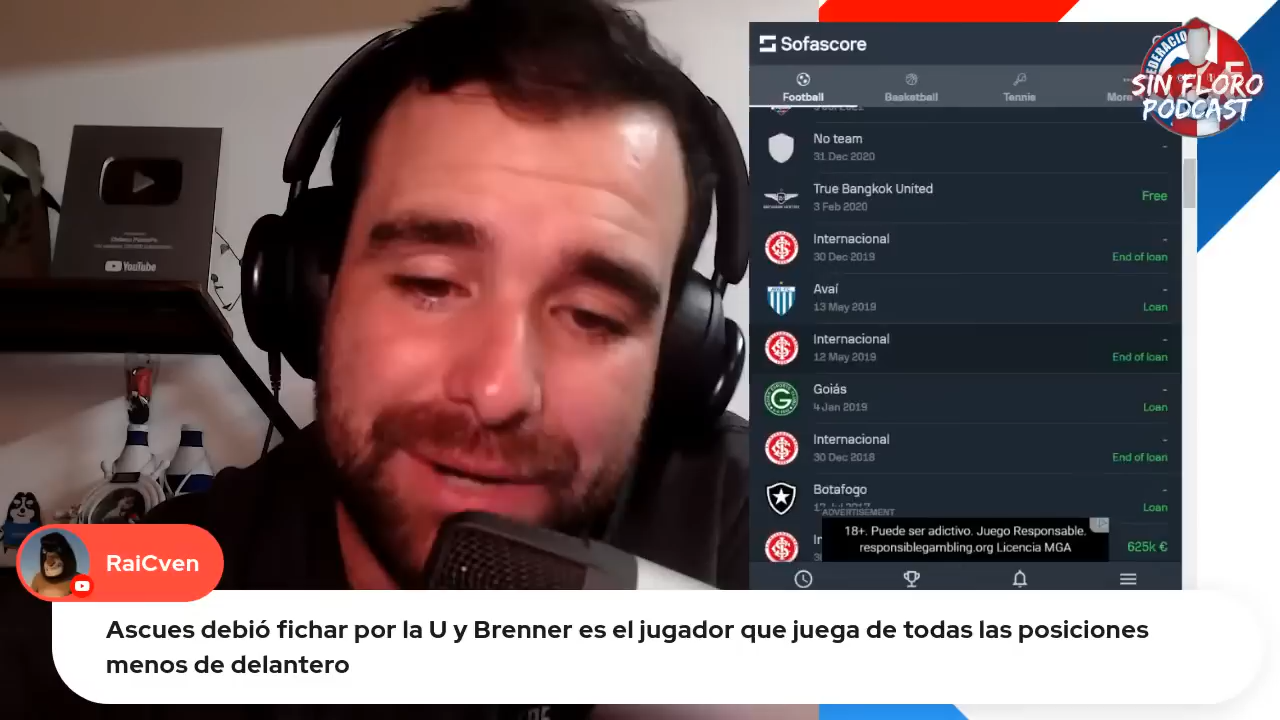 Sofascore
Football
Basketball
Tennis
More
No team
-
31 Dec 2020
True Bangkok United
Free
3 Feb 2020
Internacional
-
30 Dec 2019
End of loan
Avaí
-
13 May 2019
Loan
Internacional
-
12 May 2019
End of loan
Goiás
-
4 Jan 2019
Loan
Internacional
-
30 Dec 2018
End of loan
Botafogo
-
Loan
ADVERTISEMENT
18+. Puede ser adictivo. Juego Responsable.
responsiblegambling.org Licencia MGA
625k €
SIN FLORO
PODCAST
YouTube
RaiCven
Ascues debió fichar por la U y Brenner es el jugador que juega de todas las posiciones
menos de delantero